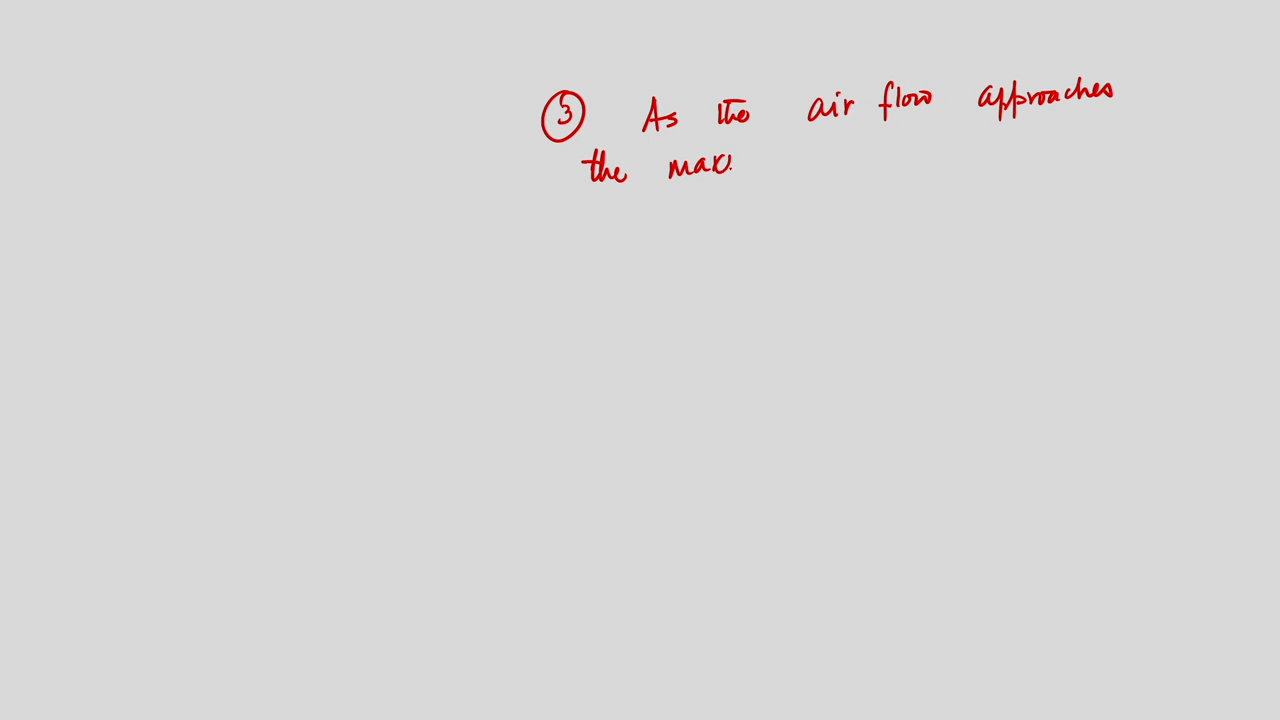 ③ As the air flow approaches
the max.